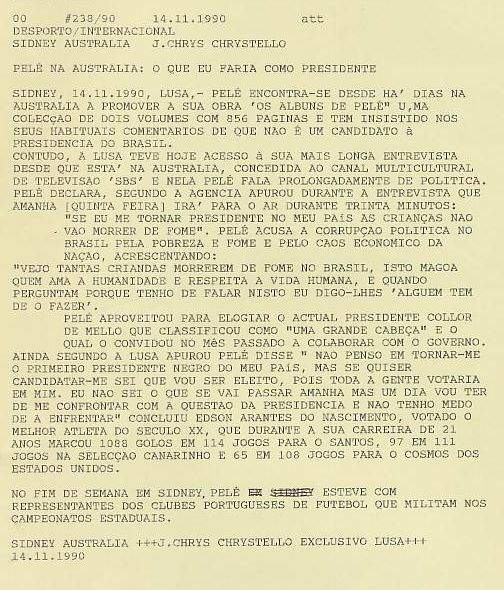 00 #238/90 14.11.1990 att
DESPORTO/INTERNACIONAL
SIDNEY AUSTRALIA J.CHRYS CHRYSTELLO
PELÉ NA AUSTRALIA: O QUE EU FARIA COMO PRESIDENTE
SIDNEY, 14.11.1990, LUSA,- PELÉ ENCONTRA-SE DESDE HA' DIAS NA
AUSTRALIA A PROMOVER A SUA OBRA 'OS ALBUNS DE PELÉ" U,MA
COLECçAO DE DOIS VOLUMES COM 856 PAGINAS E TEM INSISTIDO NOS
SEUS HABITUAIS COMENTARIOS DE QUE NAO É UM CANDIDATO à
PRESIDENCIA DO BRASIL.
CONTUDO, A LUSA TEVE HOJE ACESSO à SUA MAIS LONGA ENTREVISTA
DESDE QUE ESTA' NA AUSTRALIA, CONCEDIDA AO CANAL MULTICULTURAL
DE TELEVISAO 'SBS' E NELA PELÉ FALA PROLONGADAMENTE DE POLITICA.
PELÉ DECLARA, SEGUNDO A AGENCIA APUROU DURANTE A ENTREVISTA QUE
AMANHA [QUINTA FEIRA] IRA' PARA O AR DURANTE TRINTA MINUTOS:
"SE EU ME TORNAR PRESIDENTE NO MEU PAíS AS CRIANÇAS NAO
VAO MORRER DE FOME". PELÉ ACUSA A CORRUPÇAO POLITICA NO
BRASIL PELA POBREZA E FOME E PELO CAOS ECONOMICO DA
NAÇAO, ACRESCENTANDO:
"VEJO TANTAS CRIANDAS MORREREM DE FOME NO BRASIL, ISTO MAGOA
QUEM AMA A HUMANIDADE E RESPEITA A VIDA HUMANA, E QUANDO
PERGUNTAM PORQUE TENHO DE FALAR NISTO EU DIGO-LHES 'ALGUEM TEM
DE O FAZER'.
PELÉ APROVEITOU PARA ELOGIAR O ACTUAL PRESIDENTE COLLOR
DE MELLO QUE CLASSIFICOU COMO "UMA GRANDE CABEÇA" E O
QUAL O CONVIDOU NO MêS PASSADO A COLABORAR COM O GOVERNO.
AINDA SEGUNDO A LUSA APUROU PELÉ DISSE " NAO PENSO EM TORNAR-ME
O PRIMEIRO PRESIDENTE NEGRO DO MEU PAíS, MAS SE QUISER
CANDIDATAR-ME SEI QUE VOU SER ELEITO, POIS TODA A GENTE VOTARIA
EM MIM. EU NAO SEI O QUE SE VAI PASSAR AMANHA MAS UM DIA VOU TER
DE ME CONFRONTAR COM A QUESTAO DA PRESIDENCIA E NAO TENHO MEDO
DE A ENFRENTAR" CONCLUIU EDSON ARANTES DO NASCIMENTO, VOTADO O
MELHOR ATLETA DO SECULO XX, QUE DURANTE A SUA CARREIRA DE 21
ANOS MARCOU 1088 GOLOS EM 114 JOGOS PARA O SANTOS, 97 EM 111
JOGOS NA SELECÇAO CANARINHO E 65 EM 108 JOGOS PARA O COSMOS DOS
ESTADOS UNIDOS.
NO FIM DE SEMANA EM SIDNEY, PELÉ EM SIDNEY ESTEVE COM
REPRESENTANTES DOS CLUBES PORTUGUESES DE FUTEBOL QUE MILITAM NOS
CAMPEONATOS ESTADUAIS.
SIDNEY AUSTRALIA +++J.CHRYS CHRYSTELLO EXCLUSIVO LUSA+++
14.11.1990